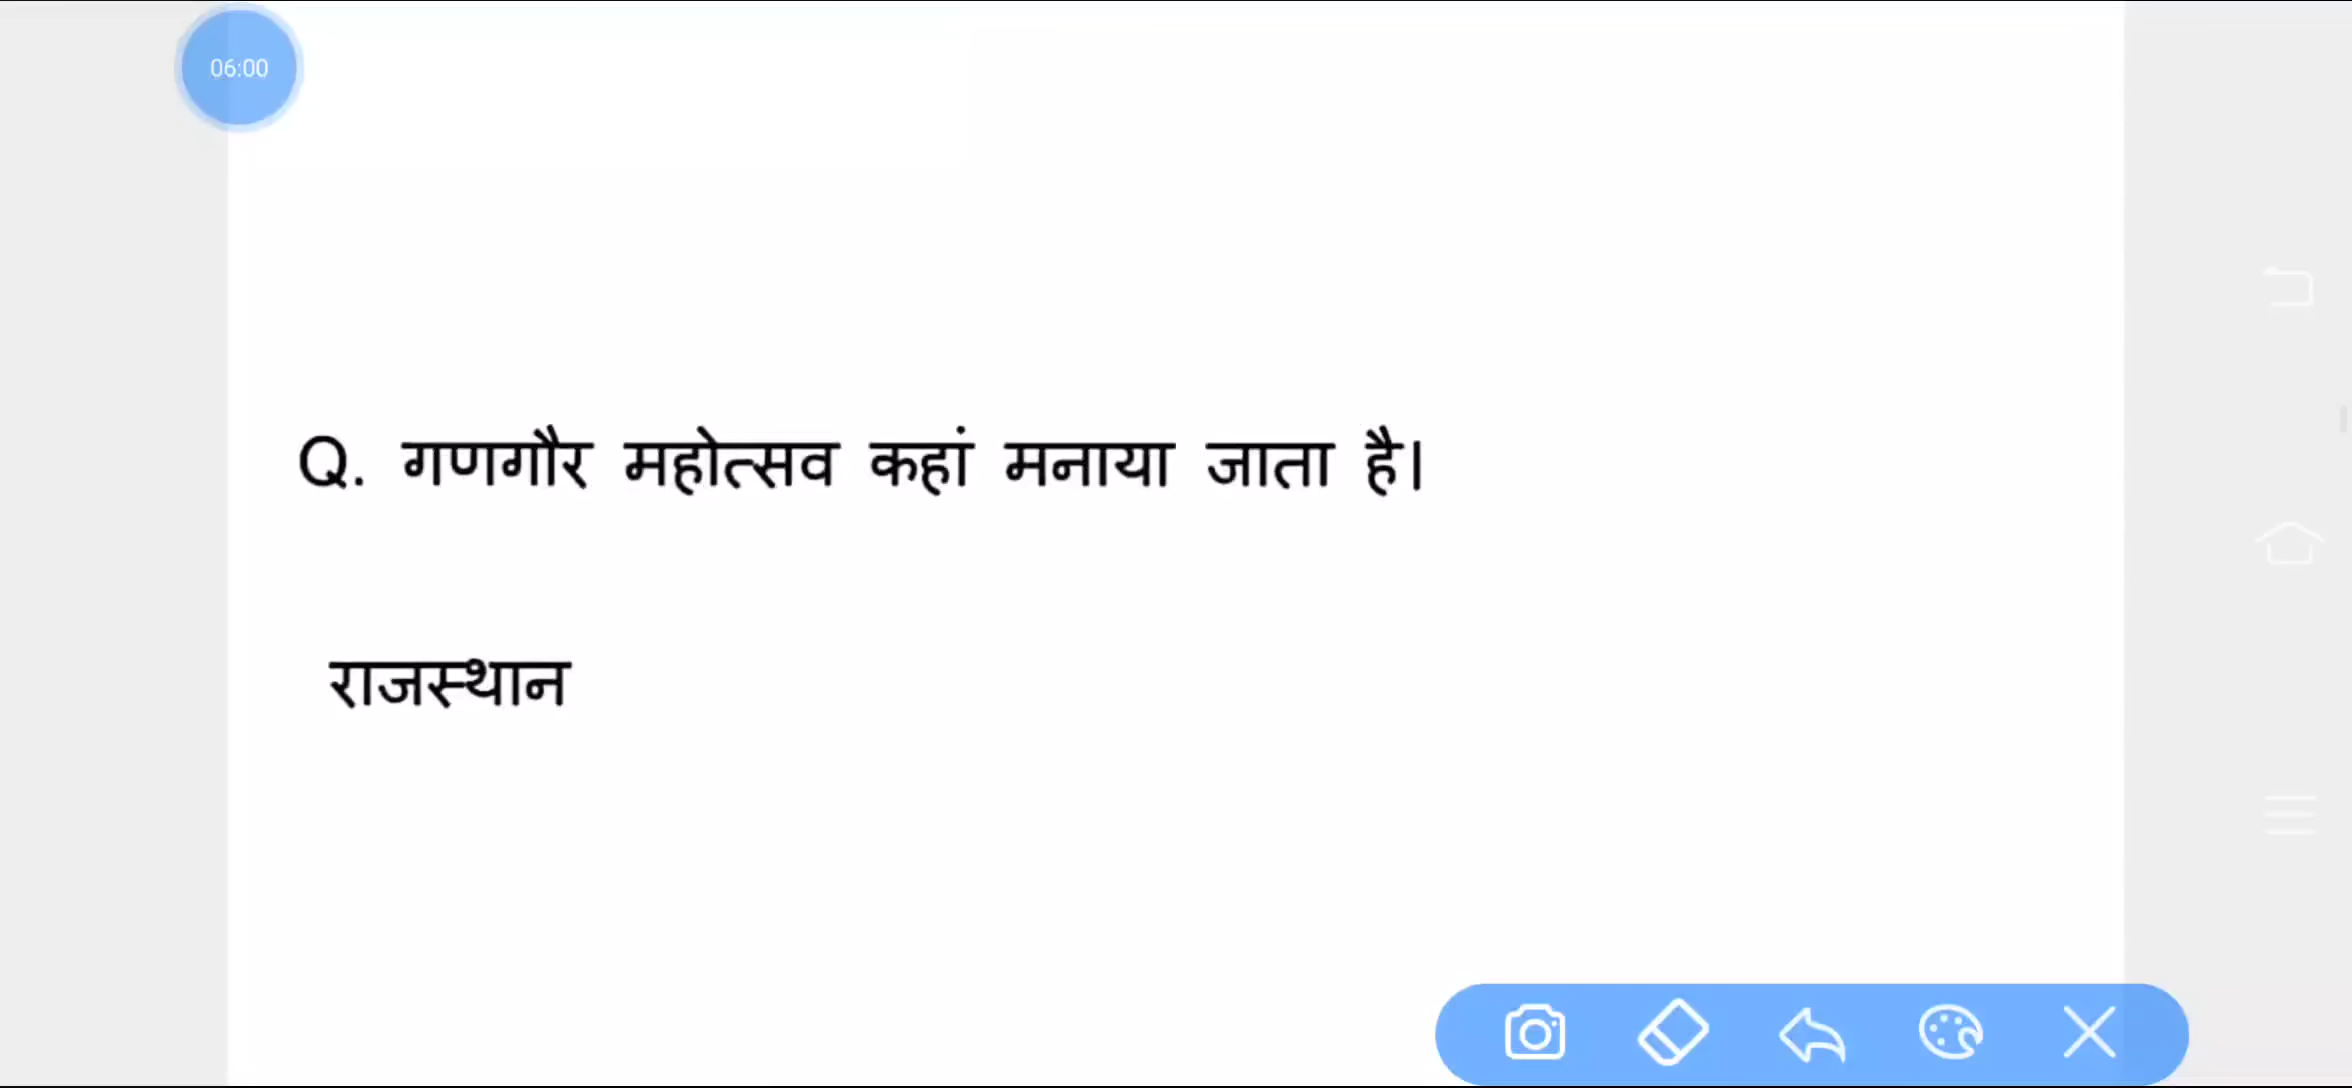 06:00
Q. गणगौर महोत्सव कहां मनाया जाता है।
राजस्थान